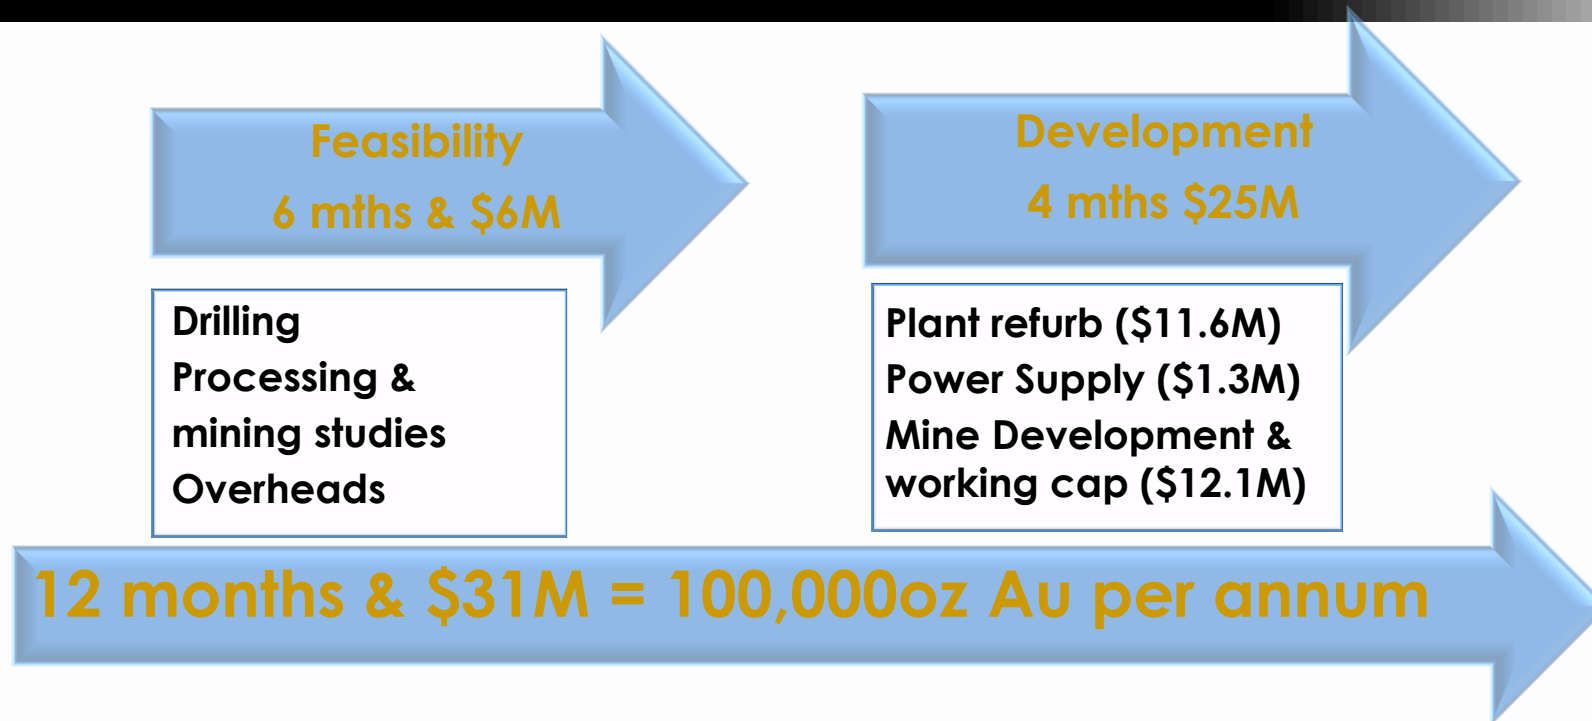 Feasibility
6 mths & $6M
Drilling
Processing &
mining studies
Overheads
Development
4 mths $25M
Plant refurb ($11.6M)
Power Supply ($1.3M)
Mine Development &
working cap ($12.1M)
12 months & $31M = 100,000oz Au per annum